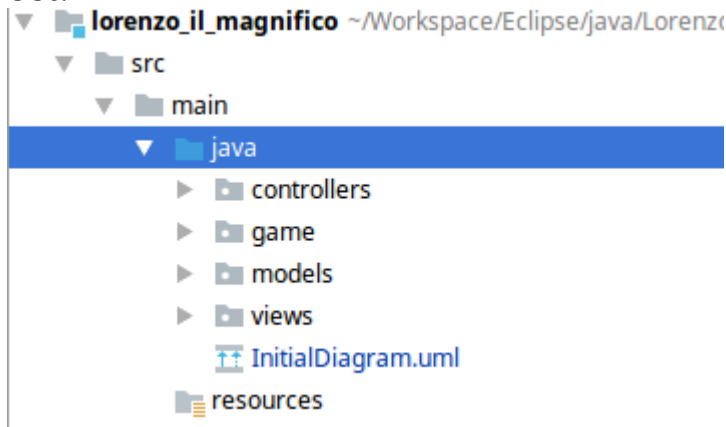 lorenzo_il_magnifico ~/Workspace/Eclipse/java/Lorenzo
src
main
java
controllers
game
models
views
InitialDiagram.uml
resources